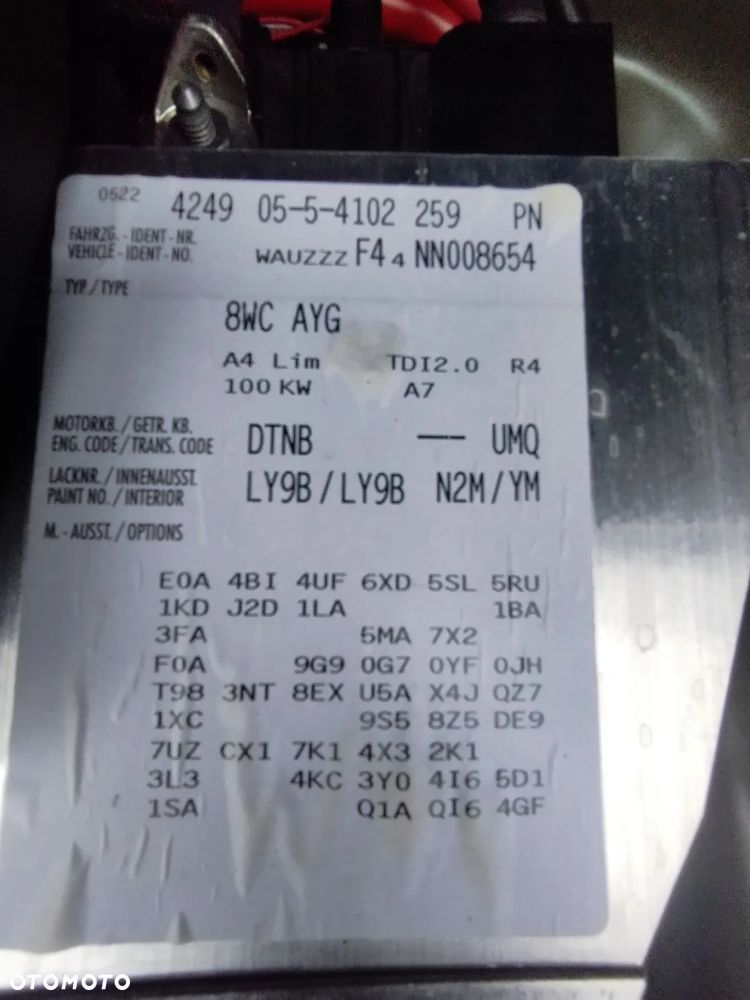 0622 4249 05-5-4102 259 PN
FAHRZG. - IDENT - NR.
VEHICLE - IDENT - NO. WAUZZZ F4 4 NN008654
TYP / TYPE
8WC AYG
A4 Lim TDI2.0 R4
100 KW A7
MOTORKB. / GETR. KB.
ENG. CODE / TRANS. CODE DTNB --- UMQ
LACKNR. / INNENAUSST.
PAINT NO. / INTERIOR LY9B / LY9B N2M / YM
M. - AUSST. / OPTIONS
E0A 4BI 4UF 6XD 5SL 5RU
1KD J2D 1LA 1BA
3FA 5MA 7X2
F0A 9G9 0G7 0YF 0JH
T98 3NT 8EX U5A X4J QZ7
1XC 9S5 8Z5 DE9
7UZ CX1 7K1 4X3 2K1
3L3 4KC 3Y0 4I6 5D1
1SA Q1A QI6 4GF
OTOMOTO